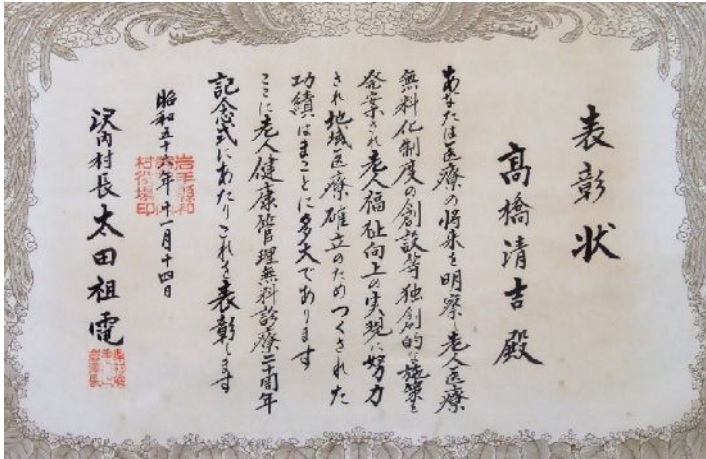 表彰状
髙橋清吉殿
あなたは医療の将来を明察し老人医療
無料化制度の創設等独創的な施策を
発案され老人福祉向上の実現に努力
され地域医療確立のためつくされた
功績はまことに多大であります
ここに老人健康管理無料診療二十周年
記念式にあたりこれを表彰します
昭和五十六年十一月十四日
沢内村長太田祖電
村役場印